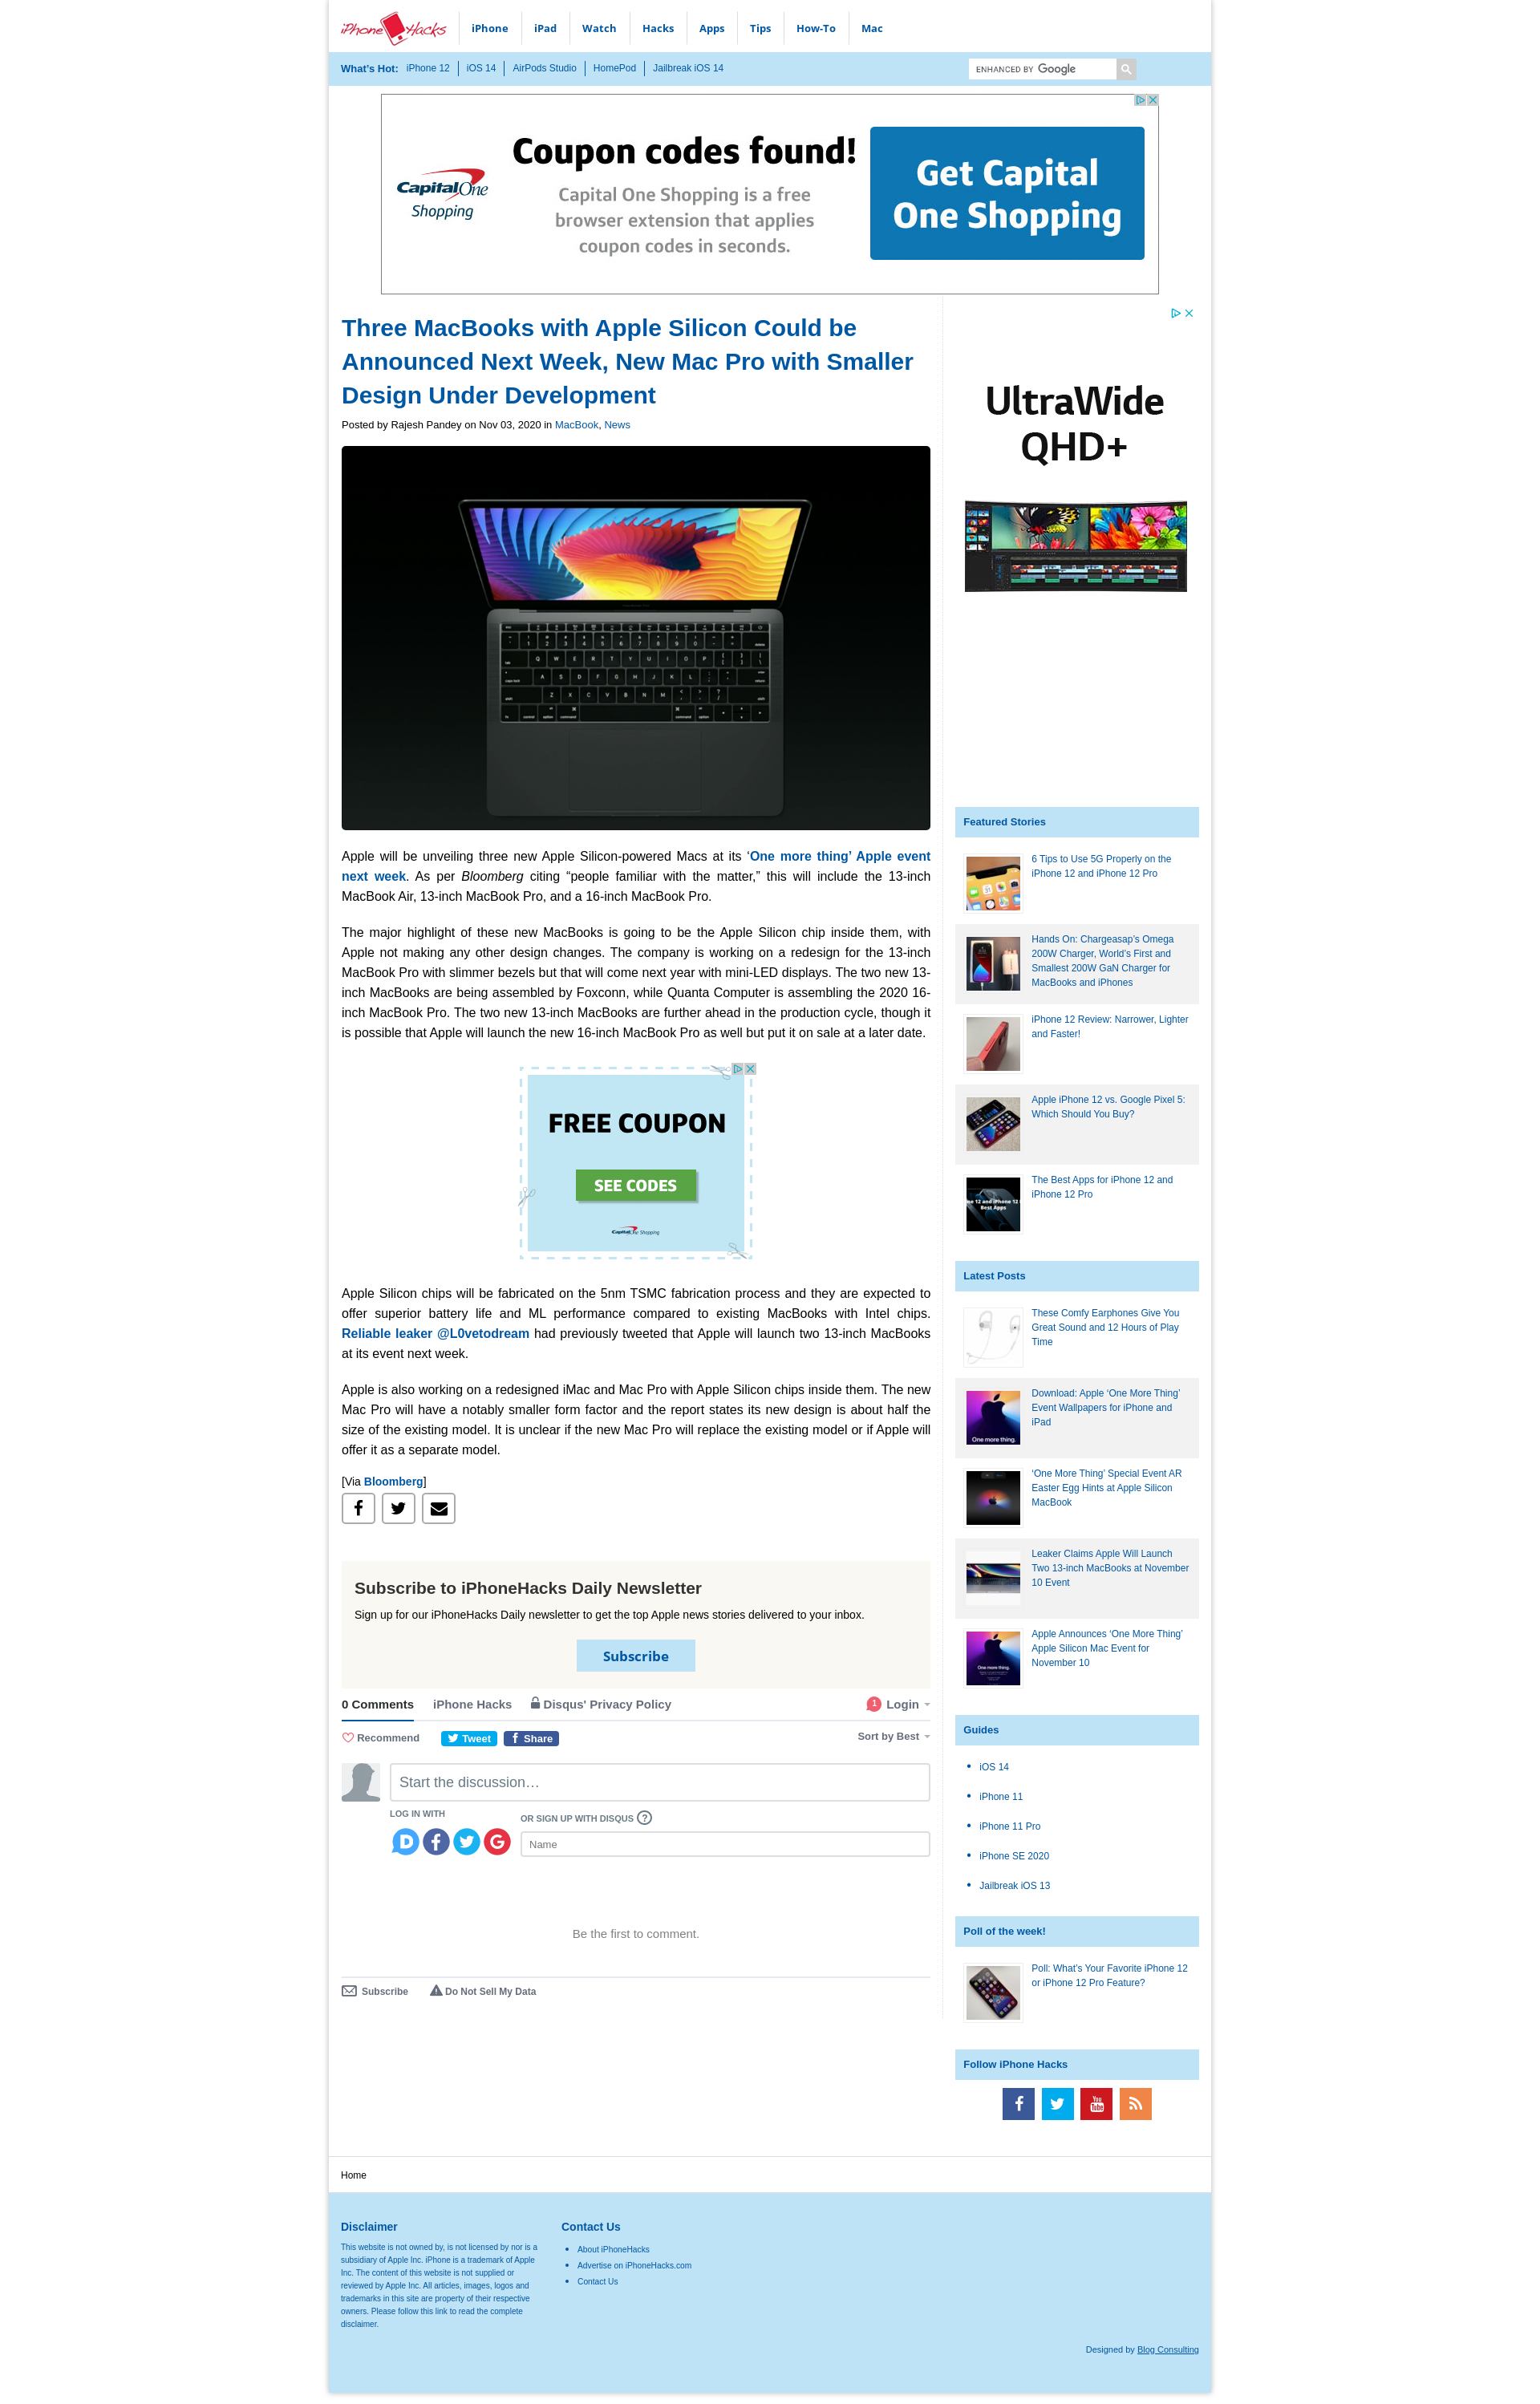 iPhone Hacks
iPhone
iPad
Watch
Hacks
Apps
Tips
How-To
Mac
What's Hot:
iPhone 12
iOS 14
AirPods Studio
HomePod
Jailbreak iOS 14
ENHANCED BY Google
Capital One Shopping
Coupon codes found!
Capital One Shopping is a free
browser extension that applies
coupon codes in seconds.
Get Capital
One Shopping
Three MacBooks with Apple Silicon Could be
Announced Next Week, New Mac Pro with Smaller
Design Under Development
Posted by Rajesh Pandey on Nov 03, 2020 in MacBook, News
Apple will be unveiling three new Apple Silicon-powered Macs at its ‘One more thing’ Apple event
next week. As per Bloomberg citing “people familiar with the matter,” this will include the 13-inch
MacBook Air, 13-inch MacBook Pro, and a 16-inch MacBook Pro.
The major highlight of these new MacBooks is going to be the Apple Silicon chip inside them, with
Apple not making any other design changes. The company is working on a redesign for the 13-inch
MacBook Pro with slimmer bezels but that will come next year with mini-LED displays. The two new 13-
inch MacBooks are being assembled by Foxconn, while Quanta Computer is assembling the 2020 16-
inch MacBook Pro. The two new 13-inch MacBooks are further ahead in the production cycle, though it
is possible that Apple will launch the new 16-inch MacBook Pro as well but put it on sale at a later date.
FREE COUPON
SEE CODES
Capital One Shopping
Apple Silicon chips will be fabricated on the 5nm TSMC fabrication process and they are expected to
offer superior battery life and ML performance compared to existing MacBooks with Intel chips.
Reliable leaker @L0vetodream had previously tweeted that Apple will launch two 13-inch MacBooks
at its event next week.
Apple is also working on a redesigned iMac and Mac Pro with Apple Silicon chips inside them. The new
Mac Pro will have a notably smaller form factor and the report states its new design is about half the
size of the existing model. It is unclear if the new Mac Pro will replace the existing model or if Apple will
offer it as a separate model.
[Via Bloomberg]
Subscribe to iPhoneHacks Daily Newsletter
Sign up for our iPhoneHacks Daily newsletter to get the top Apple news stories delivered to your inbox.
Subscribe
0 Comments
iPhone Hacks
Disqus' Privacy Policy
1
Login
Recommend
Tweet
Share
Sort by Best
Start the discussion…
LOG IN WITH
OR SIGN UP WITH DISQUS ?
Name
Be the first to comment.
Subscribe
Do Not Sell My Data
UltraWide
QHD+
Featured Stories
6 Tips to Use 5G Properly on the
iPhone 12 and iPhone 12 Pro
Hands On: Chargeasap’s Omega
200W Charger, World’s First and
Smallest 200W GaN Charger for
MacBooks and iPhones
iPhone 12 Review: Narrower, Lighter
and Faster!
Apple iPhone 12 vs. Google Pixel 5:
Which Should You Buy?
The Best Apps for iPhone 12 and
iPhone 12 Pro
ne 12 and iPhone 12
Best Apps
Latest Posts
These Comfy Earphones Give You
Great Sound and 12 Hours of Play
Time
Download: Apple ‘One More Thing’
Event Wallpapers for iPhone and
iPad
One more thing.
‘One More Thing’ Special Event AR
Easter Egg Hints at Apple Silicon
MacBook
Leaker Claims Apple Will Launch
Two 13-inch MacBooks at November
10 Event
Apple Announces ‘One More Thing’
Apple Silicon Mac Event for
November 10
One more thing.
Guides
iOS 14
iPhone 11
iPhone 11 Pro
iPhone SE 2020
Jailbreak iOS 13
Poll of the week!
Poll: What’s Your Favorite iPhone 12
or iPhone 12 Pro Feature?
Follow iPhone Hacks
You
Tube
Home
Disclaimer
This website is not owned by, is not licensed by nor is a
subsidiary of Apple Inc. iPhone is a trademark of Apple
Inc. The content of this website is not supplied or
reviewed by Apple Inc. All articles, images, logos and
trademarks in this site are property of their respective
owners. Please follow this link to read the complete
disclaimer.
Contact Us
About iPhoneHacks
Advertise on iPhoneHacks.com
Contact Us
Designed by Blog Consulting